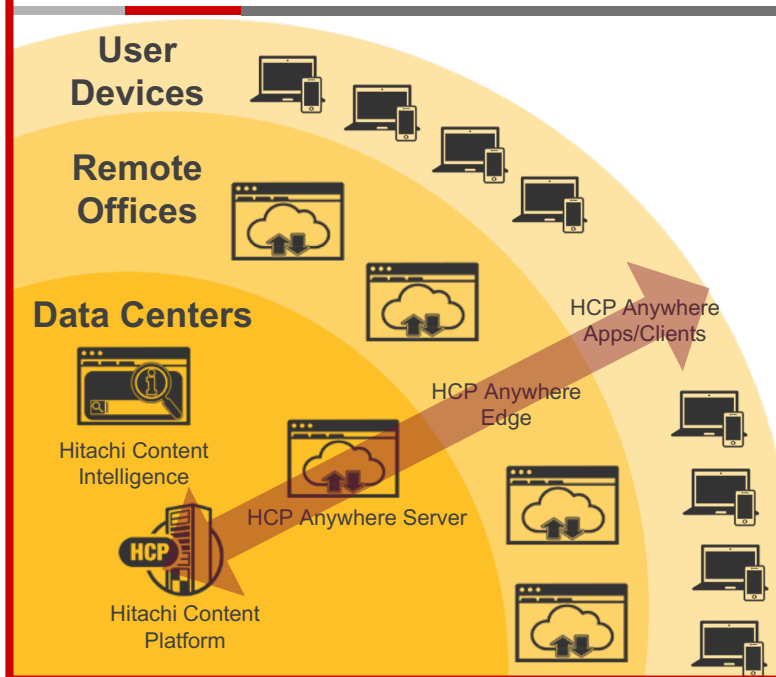 User
Devices
Remote
Offices
Data Centers
HCP Anywhere
Apps/Clients
HCP Anywhere
Edge
Hitachi Content
Intelligence
HCP Anywhere Server
HCP
Hitachi Content
Platform